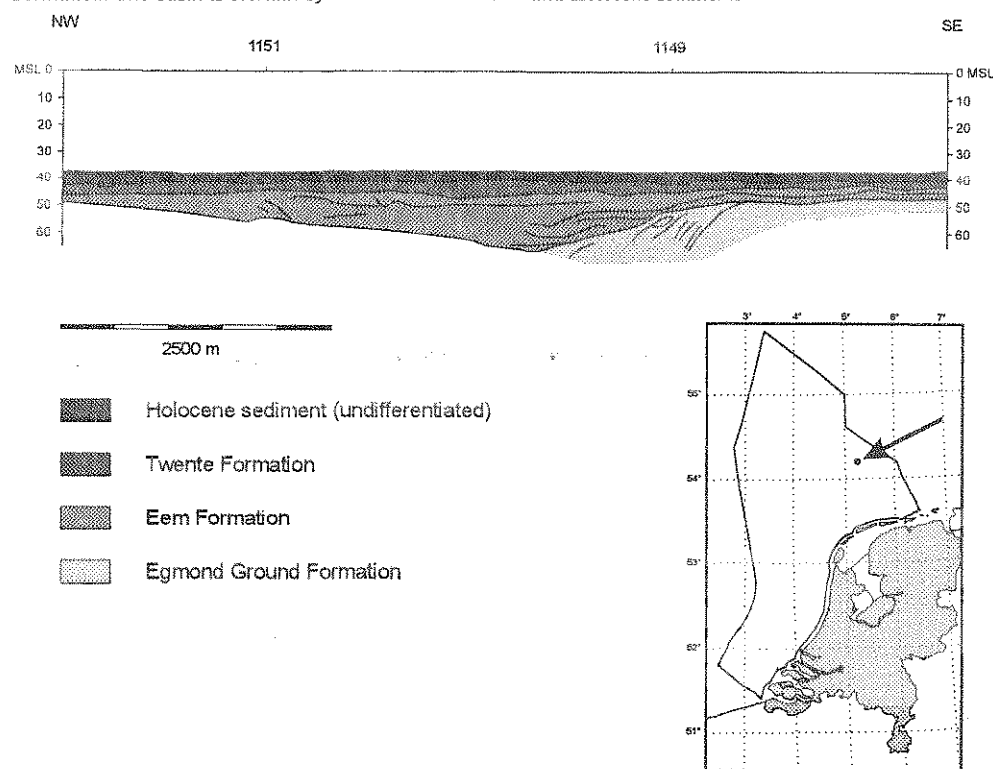 NW
SE
1151
1149
MSL 0
0 MSL
10
10
20
20
30
30
40
40
50
50
60
60
2500 m
Holocene sediment (undifferentiated)
Twente Formation
Eem Formation
Egmond Ground Formation
3° 4° 5° 6° 7°
54°
53°
52°
51°